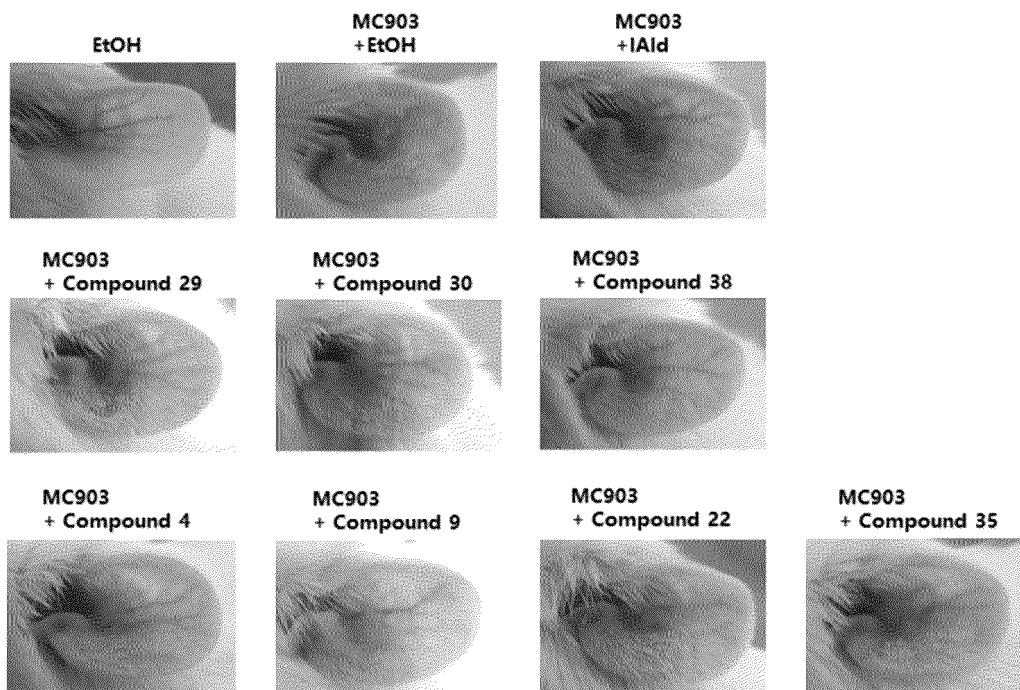 EtOH
MC903
+EtOH
MC903
+IAld
MC903
+ Compound 29
MC903
+ Compound 30
MC903
+ Compound 38
MC903
+ Compound 4
MC903
+ Compound 9
MC903
+ Compound 22
MC903
+ Compound 35